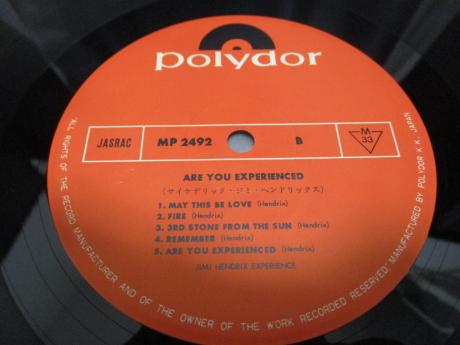 polydor
JASRAC MP 2492 B M 33
ARE YOU EXPERIENCED
(サイケデリック・ジミ・ヘンドリックス)
1. MAY THIS BE LOVE (Hendrix)
2. FIRE (Hendrix)
3. 3RD STONE FROM THE SUN (Hendrix)
4. REMEMBER (Hendrix)
5. ARE YOU EXPERIENCED (Hendrix)
JIMI HENDRIX EXPERIENCE
ALL RIGHTS OF THE RECORD MANUFACTURER AND OF THE OWNER OF THE WORK RECORDED RESERVED. MANUFACTURED BY POLYDOR K.K. JAPAN